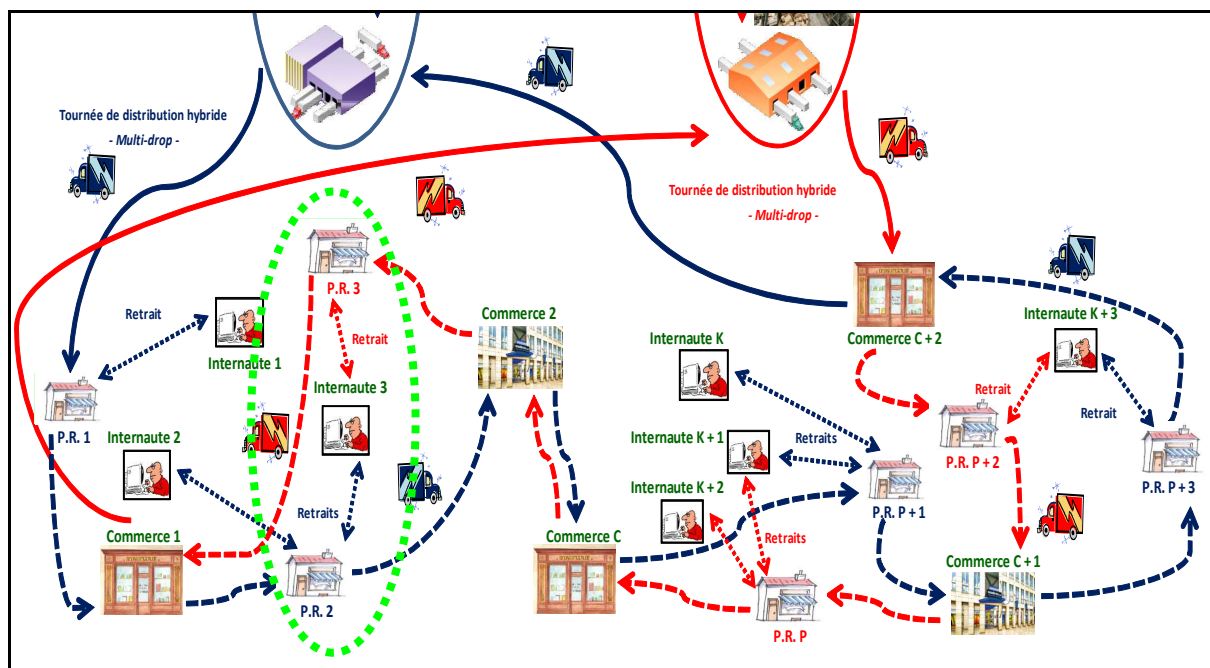 Tournée de distribution hybride
- Multi-drop -
Tournée de distribution hybride
- Multi-drop -
P.R. 3
Retrait
Internaute 1
Retrait
Commerce 2
Internaute 3
P.R. 1
Internaute 2
Retraits
Commerce 1
P.R. 2
Commerce C
Internaute K
Commerce C + 2
Internaute K + 3
Retrait
Retrait
Internaute K + 1
Retraits
P.R. P + 2
P.R. P + 3
Internaute K + 2
P.R. P + 1
Retraits
Commerce C + 1
P.R. P